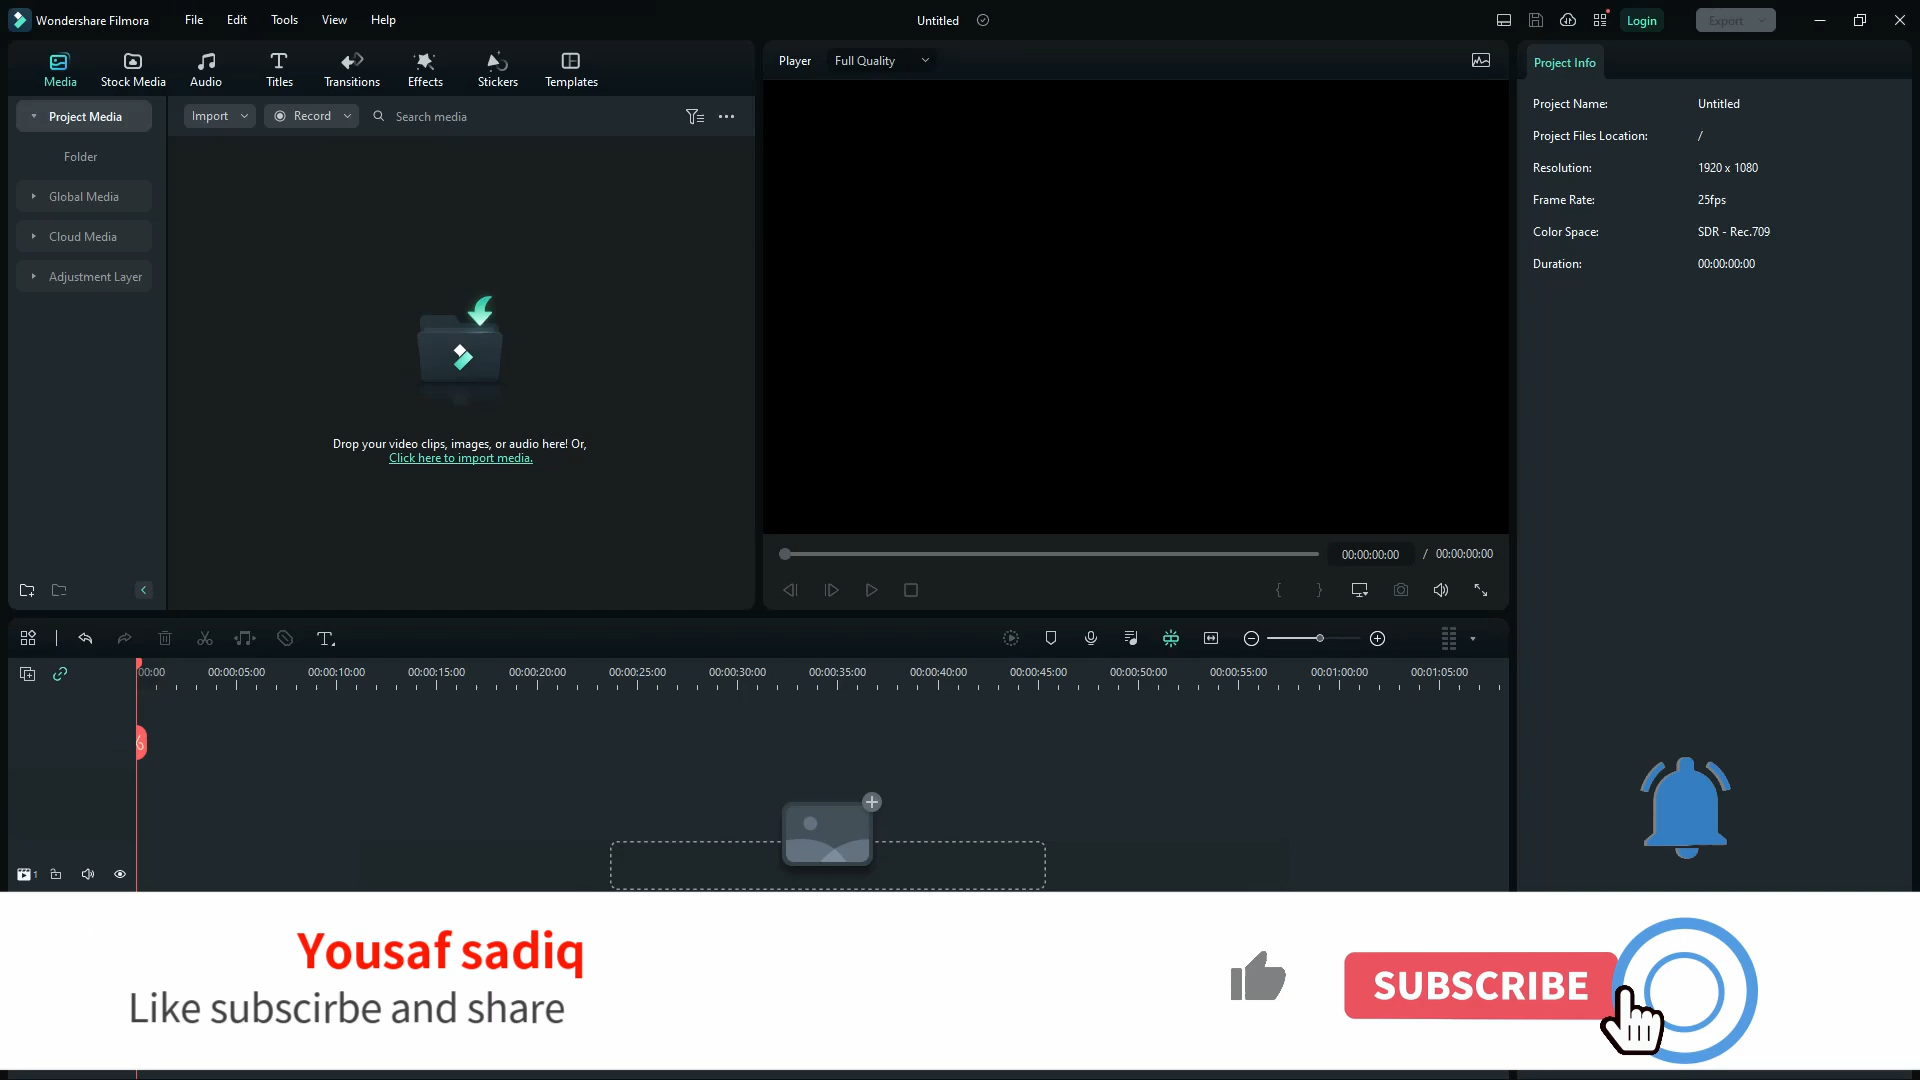 Wondershare Filmora
File
Edit
Tools
View
Help
Untitled
Login
Export
Media
Stock Media
Audio
Titles
Transitions
Effects
Stickers
Templates
Player
Full Quality
Project Info
Project Media
Import
Record
Search media
Folder
Global Media
Cloud Media
Adjustment Layer
Drop your video clips, images, or audio here! Or,
Click here to import media.
Project Name: Untitled
Project Files Location: /
Resolution: 1920 x 1080
Frame Rate: 25fps
Color Space: SDR - Rec.709
Duration: 00:00:00:00
00:00:00:00 / 00:00:00:00
00:00 00:00:05:00 00:00:10:00 00:00:15:00 00:00:20:00 00:00:25:00 00:00:30:00 00:00:35:00 00:00:40:00 00:00:45:00 00:00:50:00 00:00:55:00 00:01:00:00 00:01:05:00
1
Yousaf sadiq
Like subscirbe and share
SUBSCRIBE